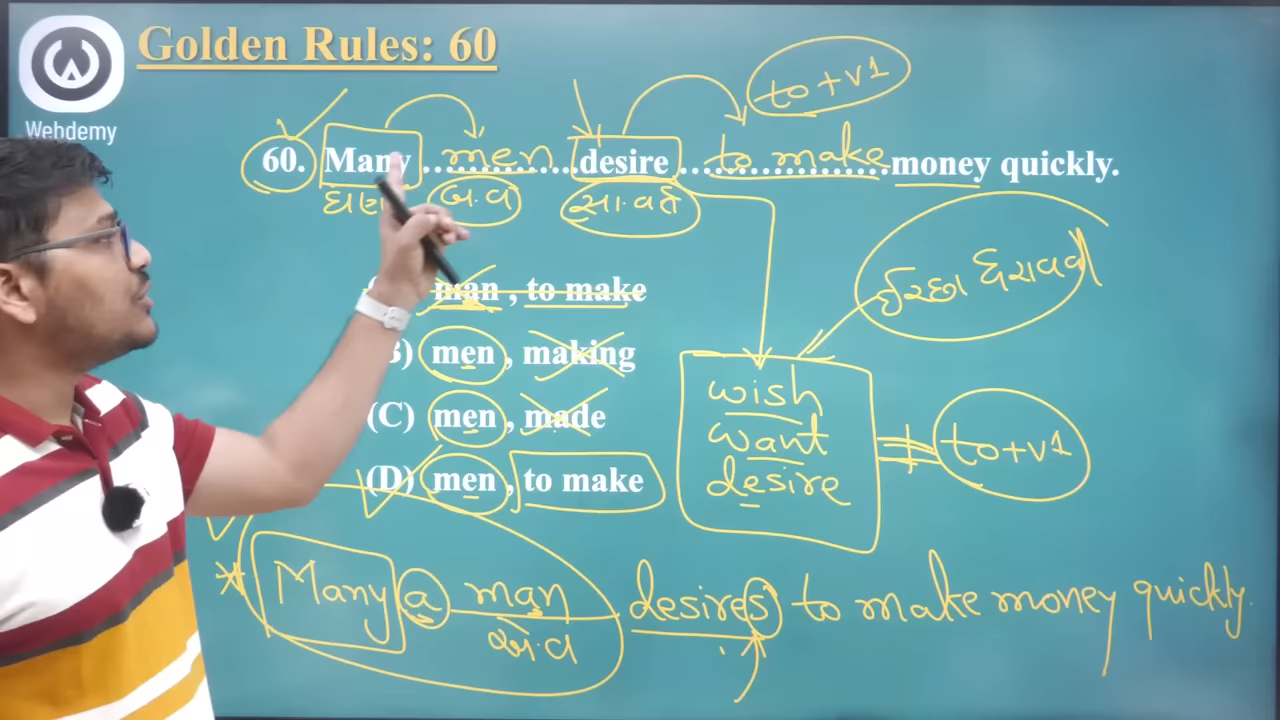 Golden Rules: 60
Wehdemy
to+v1
60. Many ............men...desire ...to make...money quickly.
બ.વ સા.વર્ત
man , to make
ઈચ્છા ધરાવવી
(B) men , making
(C) men , made
(D) men , to make
wish
want
desire
≠ to+v1
* Many a man desires to make money quickly.
એ.વ